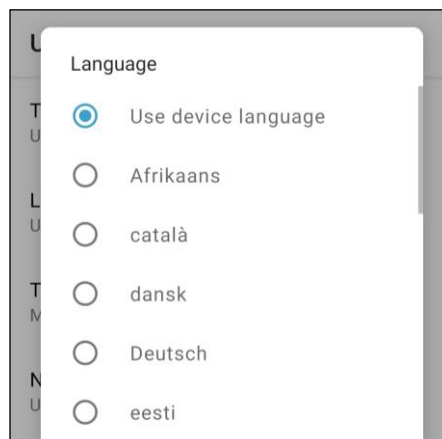 Language
Use device language
Afrikaans
català
dansk
Deutsch
eesti